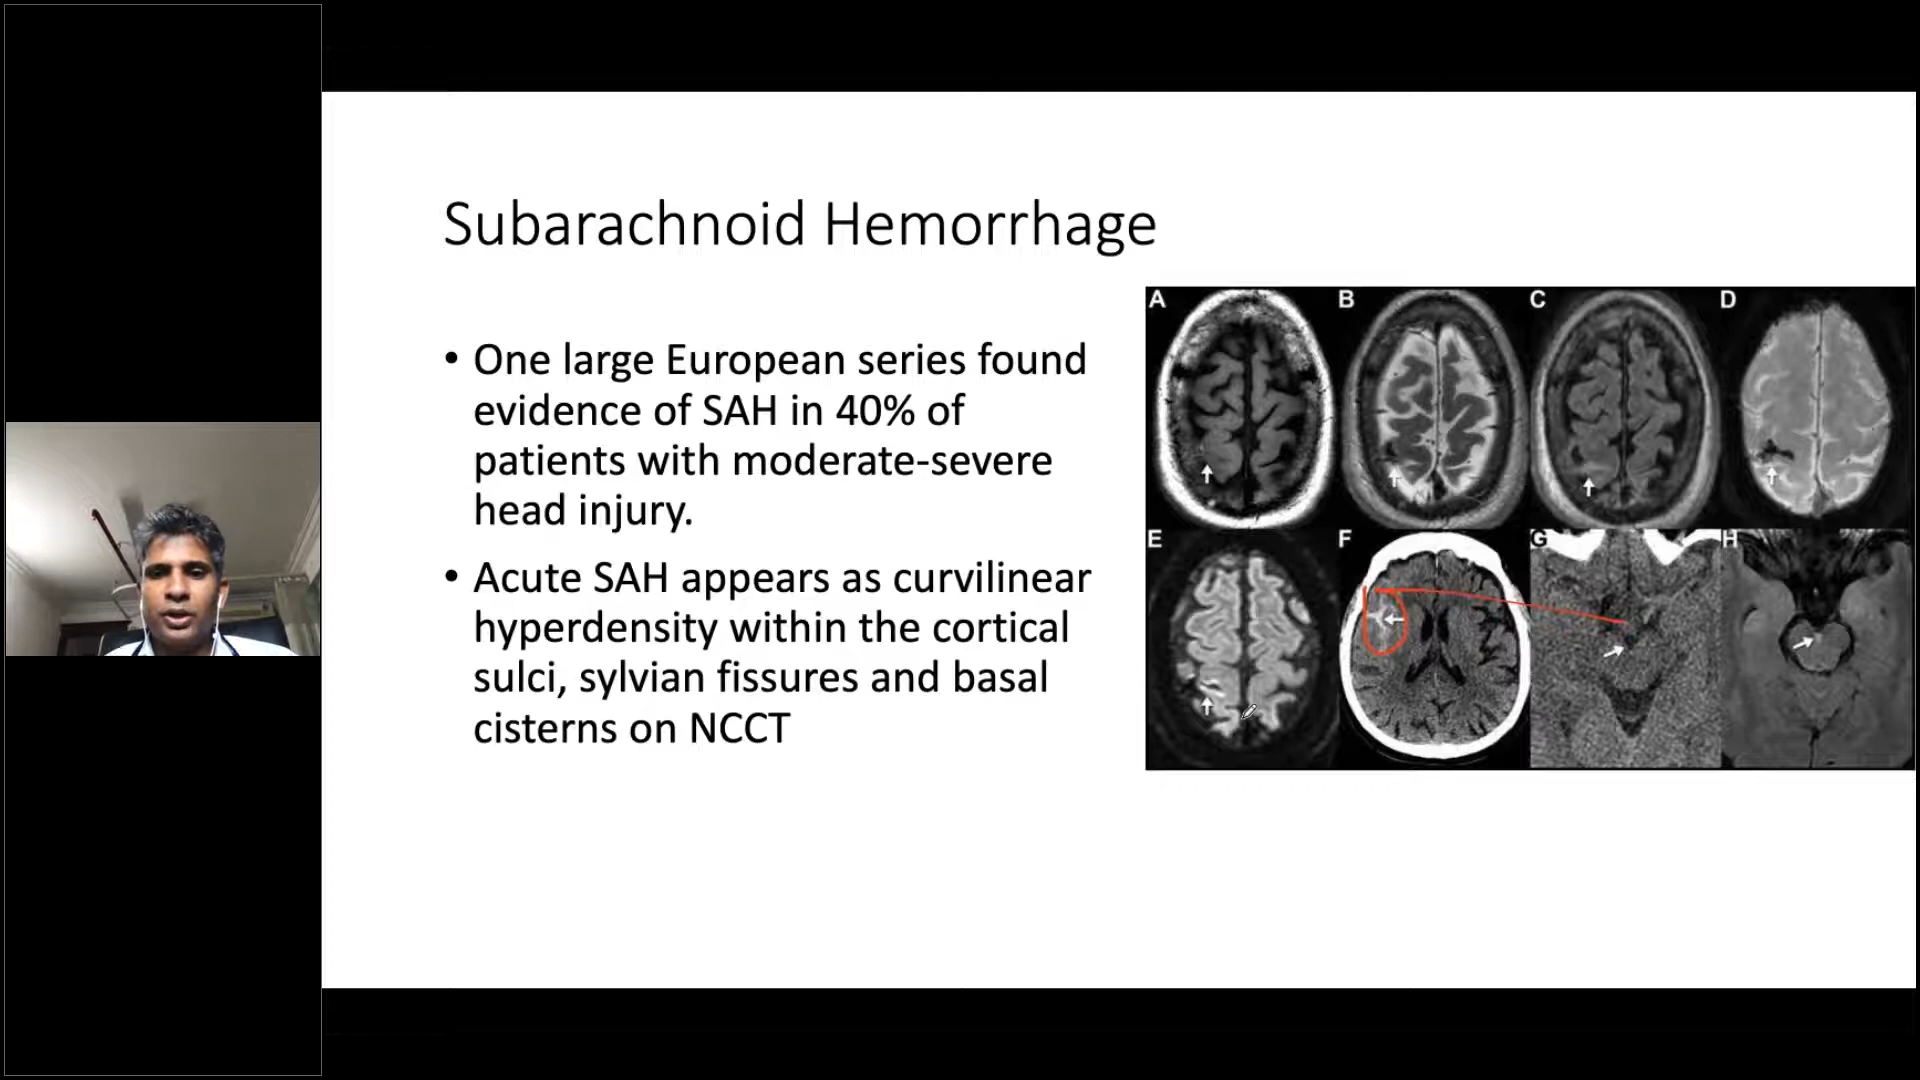 Subarachnoid Hemorrhage
• One large European series found
evidence of SAH in 40% of
patients with moderate-severe
head injury.
• Acute SAH appears as curvilinear
hyperdensity within the cortical
sulci, sylvian fissures and basal
cisterns on NCCT
A B C D
E F G H